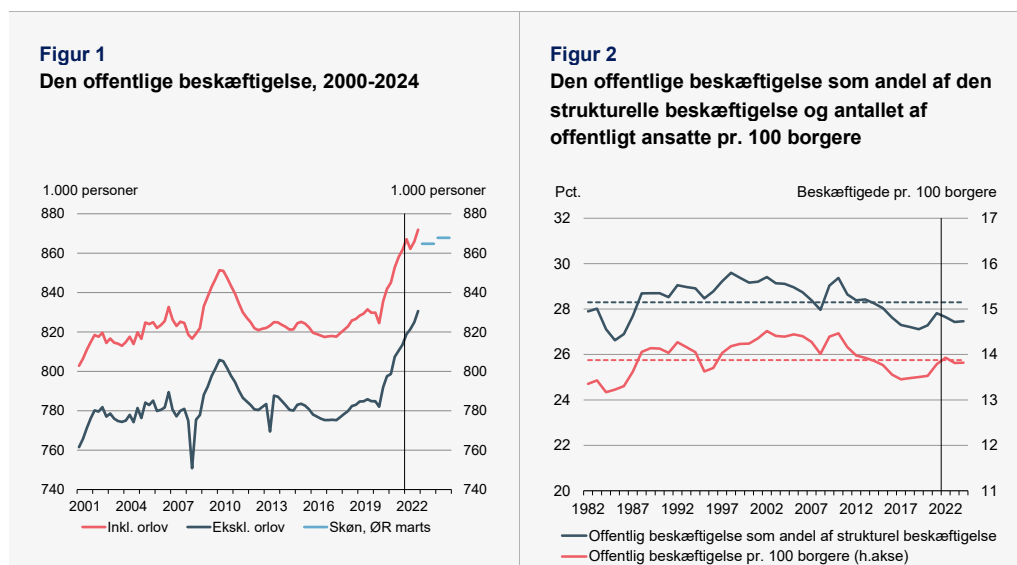 Figur 1
Den offentlige beskæftigelse, 2000-2024
1.000 personer 1.000 personer
880 880
860 860
840 840
820 820
800 800
780 780
760 760
740 740
2001 2004 2007 2010 2013 2016 2019 2022
Inkl. orlov Ekskl. orlov Skøn, ØR marts
Figur 2
Den offentlige beskæftigelse som andel af den
strukturelle beskæftigelse og antallet af
offentligt ansatte pr. 100 borgere
Pct. Beskæftigede pr. 100 borgere
32 17
30 16
28 15
26 14
24 13
22 12
20 11
1982 1987 1992 1997 2002 2007 2012 2017 2022
Offentlig beskæftigelse som andel af strukturel beskæftigelse
Offentlig beskæftigelse pr. 100 borgere (h.akse)